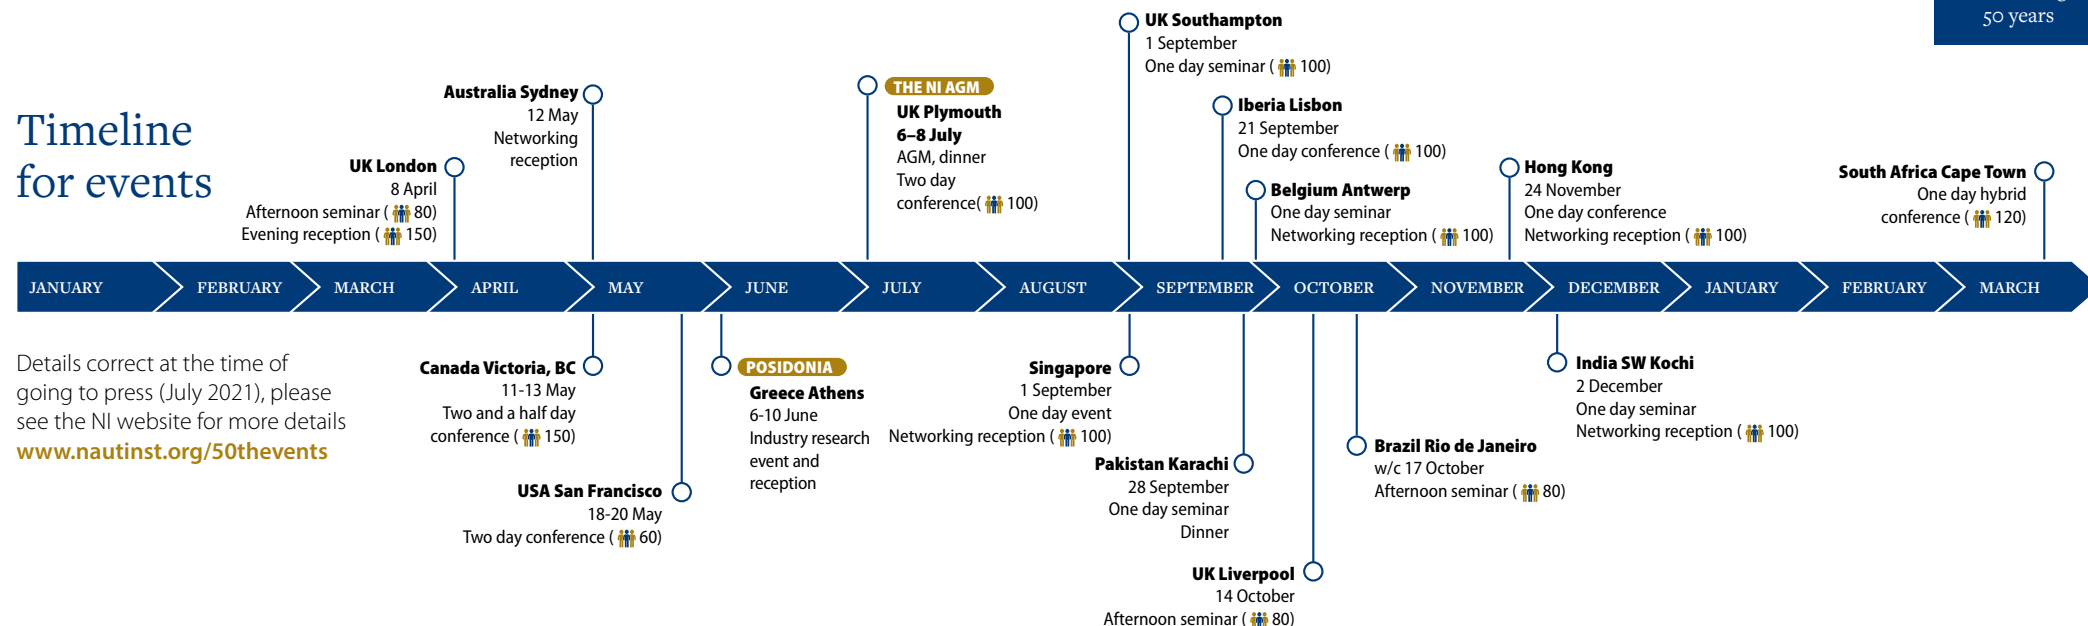 50 years
Timeline
for events
UK London
8 April
Afternoon seminar ( 80)
Evening reception ( 150)
Australia Sydney
12 May
Networking
reception
THE NI AGM
UK Plymouth
6–8 July
AGM, dinner
Two day
conference( 100)
UK Southampton
1 September
One day seminar ( 100)
Iberia Lisbon
21 September
One day conference ( 100)
Belgium Antwerp
One day seminar
Networking reception ( 100)
Hong Kong
24 November
One day conference
Networking reception ( 100)
South Africa Cape Town
One day hybrid
conference ( 120)
JANUARY FEBRUARY MARCH APRIL MAY JUNE JULY AUGUST SEPTEMBER OCTOBER NOVEMBER DECEMBER JANUARY FEBRUARY MARCH
Details correct at the time of
going to press (July 2021), please
see the NI website for more details
www.nautinst.org/50thevents
Canada Victoria, BC
11-13 May
Two and a half day
conference ( 150)
USA San Francisco
18-20 May
Two day conference ( 60)
POSIDONIA
Greece Athens
6-10 June
Industry research
event and
reception
Singapore
1 September
One day event
Networking reception ( 100)
Pakistan Karachi
28 September
One day seminar
Dinner
UK Liverpool
14 October
Afternoon seminar ( 80)
Brazil Rio de Janeiro
w/c 17 October
Afternoon seminar ( 80)
India SW Kochi
2 December
One day seminar
Networking reception ( 100)